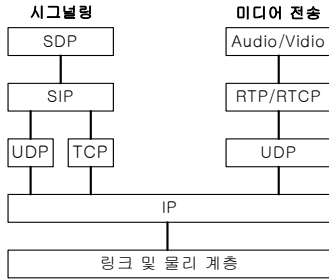 시그널링 미디어 전송
SDP Audio/Vidio
SIP RTP/RTCP
UDP TCP UDP
IP
링크 및 물리 계층